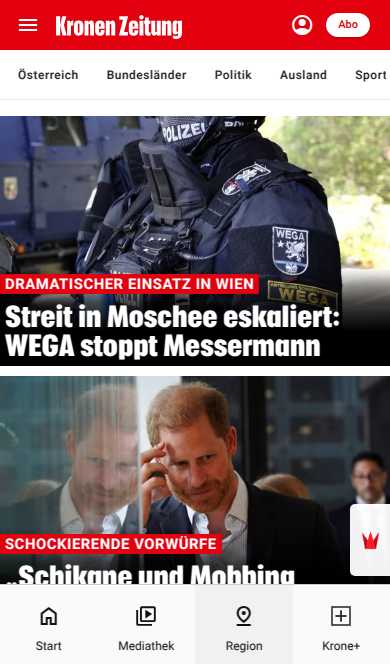 Kronen Zeitung
Abo
Österreich Bundesländer Politik Ausland Sport
POLIZEI
WEGA
WEGA
DRAMATISCHER EINSATZ IN WIEN
Streit in Moschee eskaliert:
WEGA stoppt Messermann
SCHOCKIERENDE VORWÜRFE
„Schikane und Mobbing
Start Mediathek Region Krone+